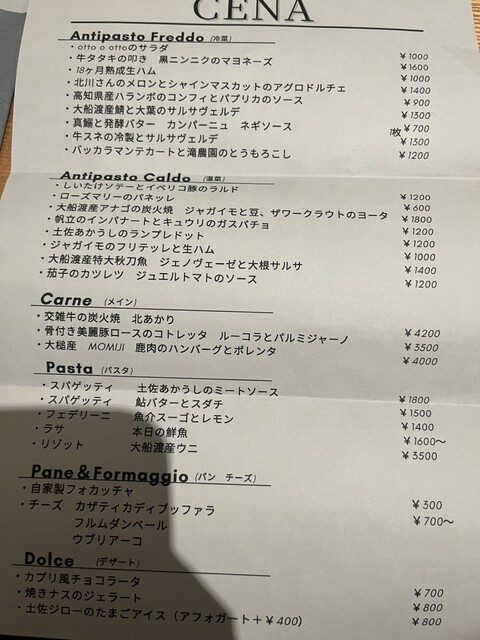 CENA
Antipasto Freddo (冷菜)
・otto o ottoのサラダ ¥1000
・牛タタキの叩き 黒ニンニクのマヨネーズ ¥1600
・18ヶ月熟成生ハム ¥1000
・北川さんのメロンとシャインマスカットのアグロドルチェ ¥1400
・高知県産ハランボのコンフィとパプリカのソース ¥900
・大船渡産鯖と大葉のサルサヴェルデ ¥1300
・真鰯と発酵バター カンパーニュ ネギソース 1枚 ¥700
・牛スネの冷製とサルサヴェルデ ¥1300
・バッカラマンテカートと滝農園のとうもろこし ¥1200
Antipasto Caldo (温菜)
・しいたけソテーとイベリコ豚のラルド ¥1200
・ローズマリーのパネッレ ¥600
・大船渡産アナゴの炭火焼 ジャガイモと豆、ザワークラウトのヨータ ¥1800
・帆立のインパナートとキュウリのガスパチョ ¥1200
・土佐あかうしのランプレドット ¥1200
・ジャガイモのフリテッレと生ハム ¥1000
・大船渡産特大秋刀魚 ジェノヴェーゼと大根サルサ ¥1400
・茄子のカツレツ ジュエルトマトのソース ¥1200
Carne (メイン)
・交雑牛の炭火焼 北あかり ¥4200
・骨付き美麗豚ロースのコトレッタ ルーコラとパルミジャーノ ¥3500
・大槌産 MOMIJI 鹿肉のハンバーグとポレンタ ¥4000
Pasta (パスタ)
・スパゲッティ 土佐あかうしのミートソース ¥1800
・スパゲッティ 鮎バターとスダチ ¥1500
・フェデリーニ 魚介スーゴとレモン ¥1400
・ラサ 本日の鮮魚 ¥1600〜
・リゾット 大船渡産ウニ ¥3500
Pane&Formaggio (パン チーズ)
・自家製フォカッチャ ¥300
・チーズ カザティカディブッファラ ¥700〜
フルムダンベール
ウブリアーコ
Dolce (デザート)
・カプリ風チョコラータ ¥700
・焼きナスのジェラート ¥800
・土佐ジローのたまごアイス（アフォガート＋¥400） ¥800